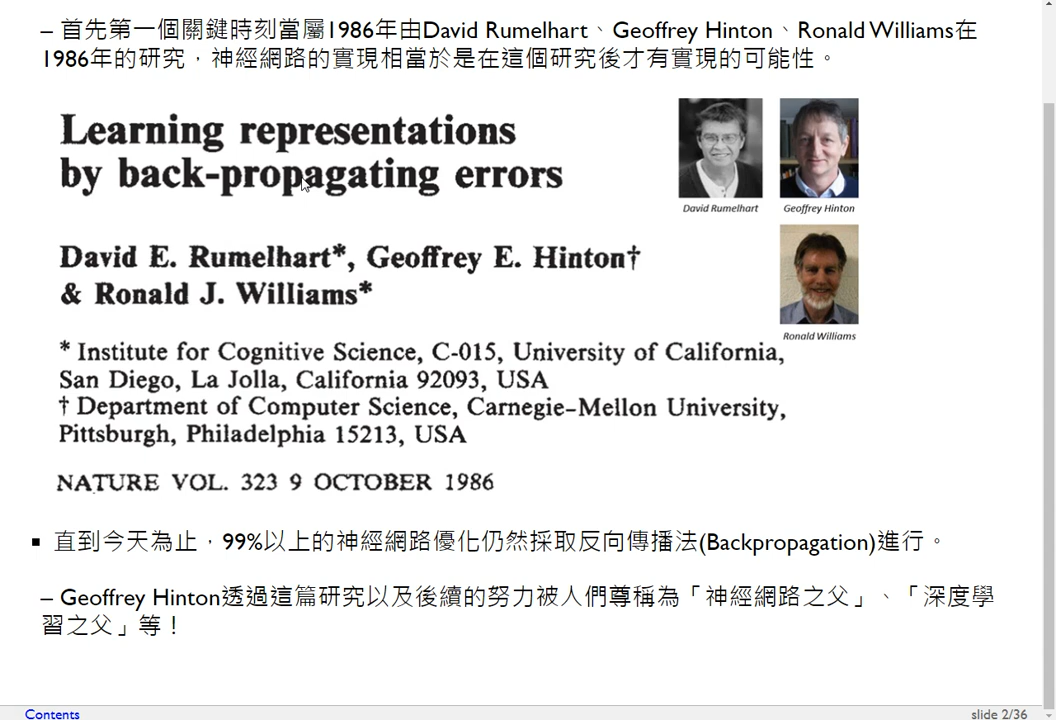 – 首先第一個關鍵時刻當屬1986年由David Rumelhart、Geoffrey Hinton、Ronald Williams在
1986年的研究，神經網路的實現相當於是在這個研究後才有實現的可能性。
Learning representations
by back-propagating errors
David Rumelhart
Geoffrey Hinton
David E. Rumelhart*, Geoffrey E. Hinton†
& Ronald J. Williams*
Ronald Williams
* Institute for Cognitive Science, C-015, University of California,
San Diego, La Jolla, California 92093, USA
† Department of Computer Science, Carnegie-Mellon University,
Pittsburgh, Philadelphia 15213, USA
NATURE VOL. 323 9 OCTOBER 1986
▪ 直到今天為止，99%以上的神經網路優化仍然採取反向傳播法(Backpropagation)進行。
– Geoffrey Hinton透過這篇研究以及後續的努力被人們尊稱為「神經網路之父」、「深度學
習之父」等！
Contents
slide 2/36